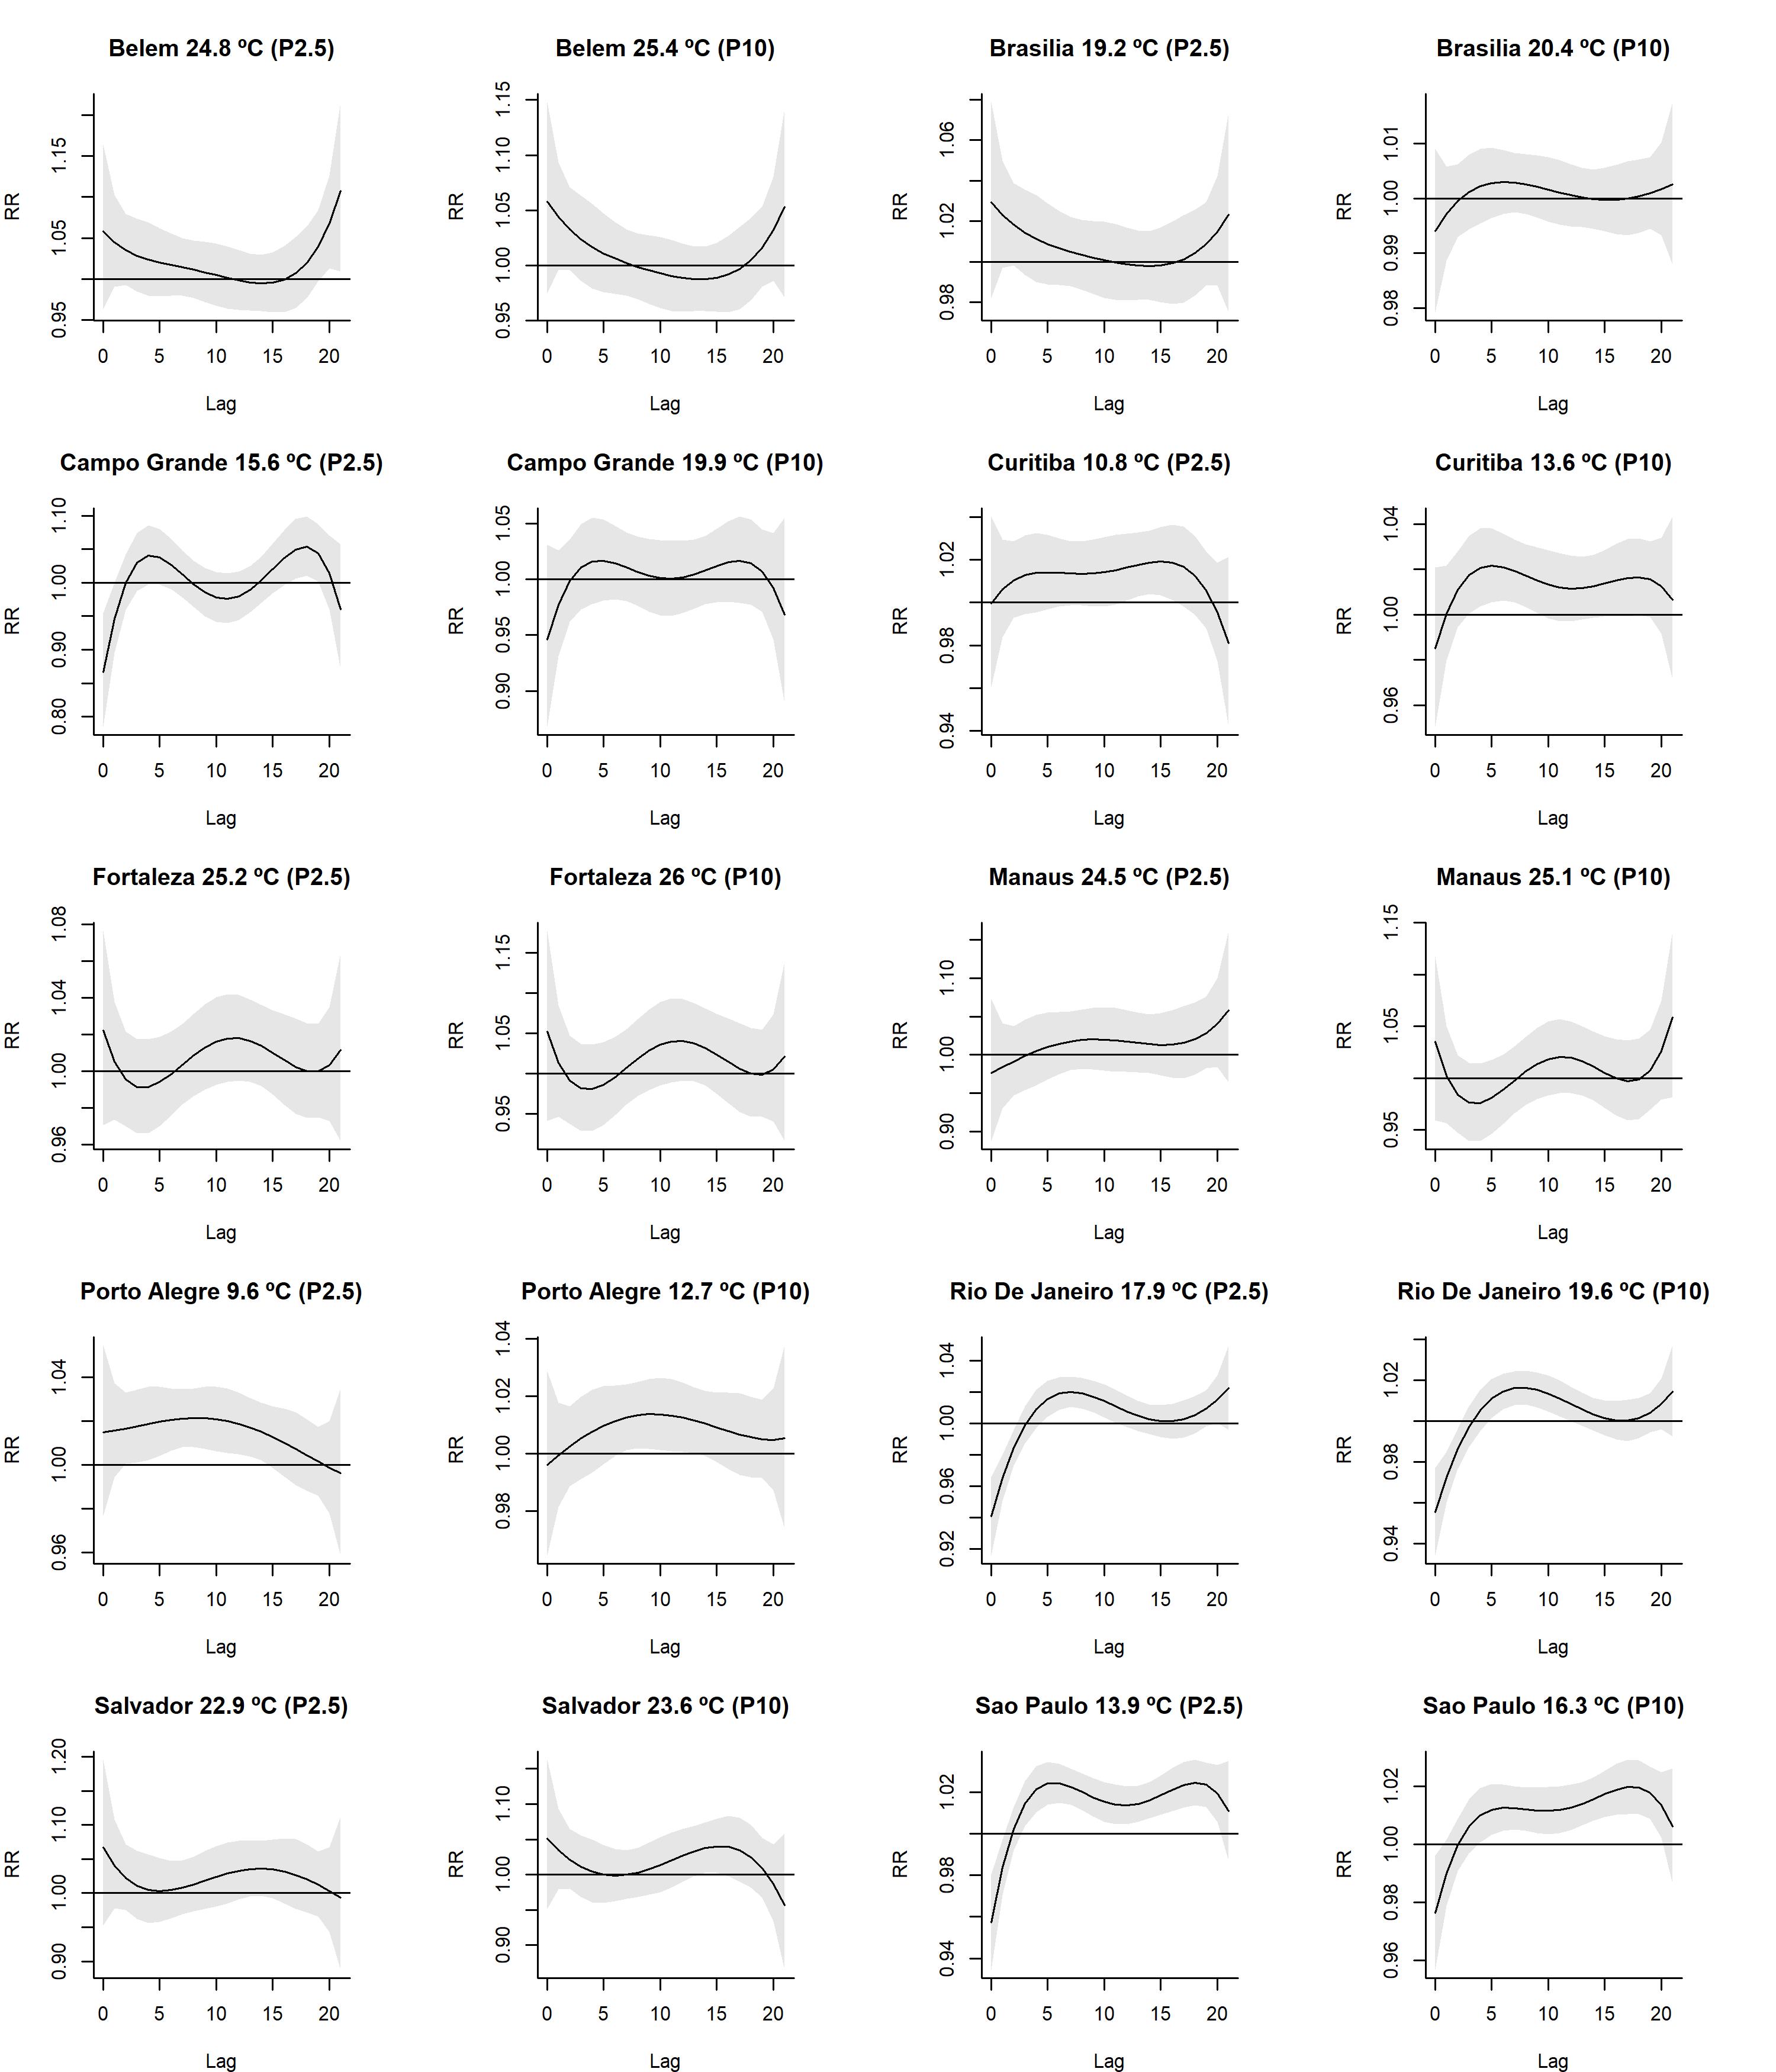 Belem 24.8 ºC (P2.5)
RR
0.95 1.05 1.15
0 5 10 15 20
Lag
Belem 25.4 ºC (P10)
RR
0.95 1.00 1.05 1.10 1.15
0 5 10 15 20
Lag
Brasilia 19.2 ºC (P2.5)
RR
0.98 1.02 1.06
0 5 10 15 20
Lag
Brasilia 20.4 ºC (P10)
RR
0.98 0.99 1.00 1.01
0 5 10 15 20
Lag
Campo Grande 15.6 ºC (P2.5)
RR
0.80 0.90 1.00 1.10
0 5 10 15 20
Lag
Campo Grande 19.9 ºC (P10)
RR
0.90 0.95 1.00 1.05
0 5 10 15 20
Lag
Curitiba 10.8 ºC (P2.5)
RR
0.94 0.98 1.02
0 5 10 15 20
Lag
Curitiba 13.6 ºC (P10)
RR
0.96 1.00 1.04
0 5 10 15 20
Lag
Fortaleza 25.2 ºC (P2.5)
RR
0.96 1.00 1.04 1.08
0 5 10 15 20
Lag
Fortaleza 26 ºC (P10)
RR
0.95 1.05 1.15
0 5 10 15 20
Lag
Manaus 24.5 ºC (P2.5)
RR
0.90 1.00 1.10
0 5 10 15 20
Lag
Manaus 25.1 ºC (P10)
RR
0.95 1.05 1.15
0 5 10 15 20
Lag
Porto Alegre 9.6 ºC (P2.5)
RR
0.96 1.00 1.04
0 5 10 15 20
Lag
Porto Alegre 12.7 ºC (P10)
RR
0.98 1.00 1.02 1.04
0 5 10 15 20
Lag
Rio De Janeiro 17.9 ºC (P2.5)
RR
0.92 0.96 1.00 1.04
0 5 10 15 20
Lag
Rio De Janeiro 19.6 ºC (P10)
RR
0.94 0.98 1.02
0 5 10 15 20
Lag
Salvador 22.9 ºC (P2.5)
RR
0.90 1.00 1.10 1.20
0 5 10 15 20
Lag
Salvador 23.6 ºC (P10)
RR
0.90 1.00 1.10
0 5 10 15 20
Lag
Sao Paulo 13.9 ºC (P2.5)
RR
0.94 0.98 1.02
0 5 10 15 20
Lag
Sao Paulo 16.3 ºC (P10)
RR
0.96 0.98 1.00 1.02
0 5 10 15 20
Lag